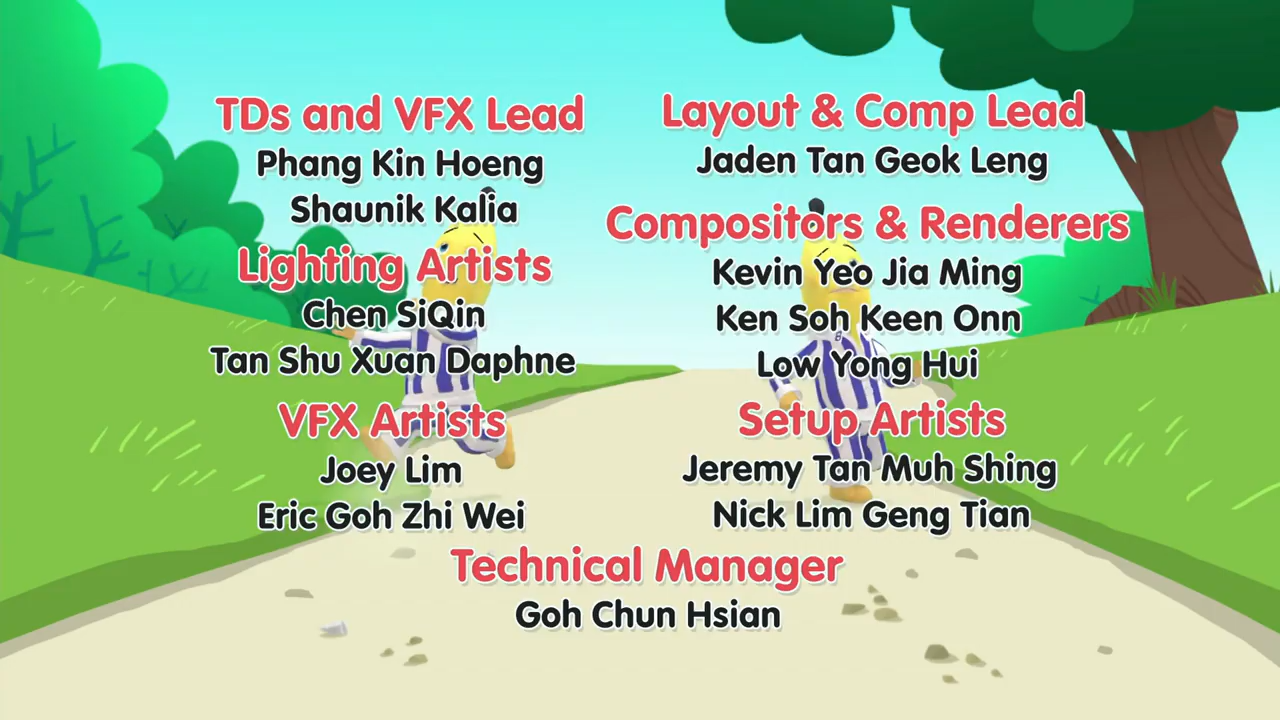 TDs and VFX Lead
Phang Kin Hoeng
Shaunik Kalia
Lighting Artists
Chen SiQin
Tan Shu Xuan Daphne
VFX Artists
Joey Lim
Eric Goh Zhi Wei
Layout & Comp Lead
Jaden Tan Geok Leng
Compositors & Renderers
Kevin Yeo Jia Ming
Ken Soh Keen Onn
Low Yong Hui
Setup Artists
Jeremy Tan Muh Shing
Nick Lim Geng Tian
Technical Manager
Goh Chun Hsian